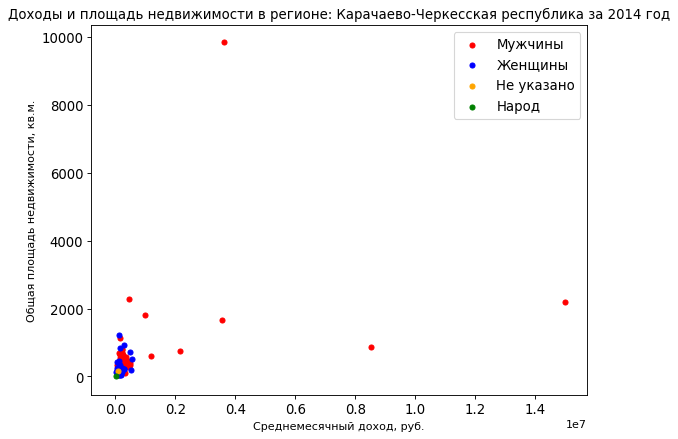 Доходы и площадь недвижимости в регионе: Карачаево-Черкесская республика за 2014 год
Мужчины
Женщины
Не указано
Народ
Общая площадь недвижимости, кв.м.
10000
8000
6000
4000
2000
0
0.0 0.2 0.4 0.6 0.8 1.0 1.2 1.4
1e7
Среднемесячный доход, руб.